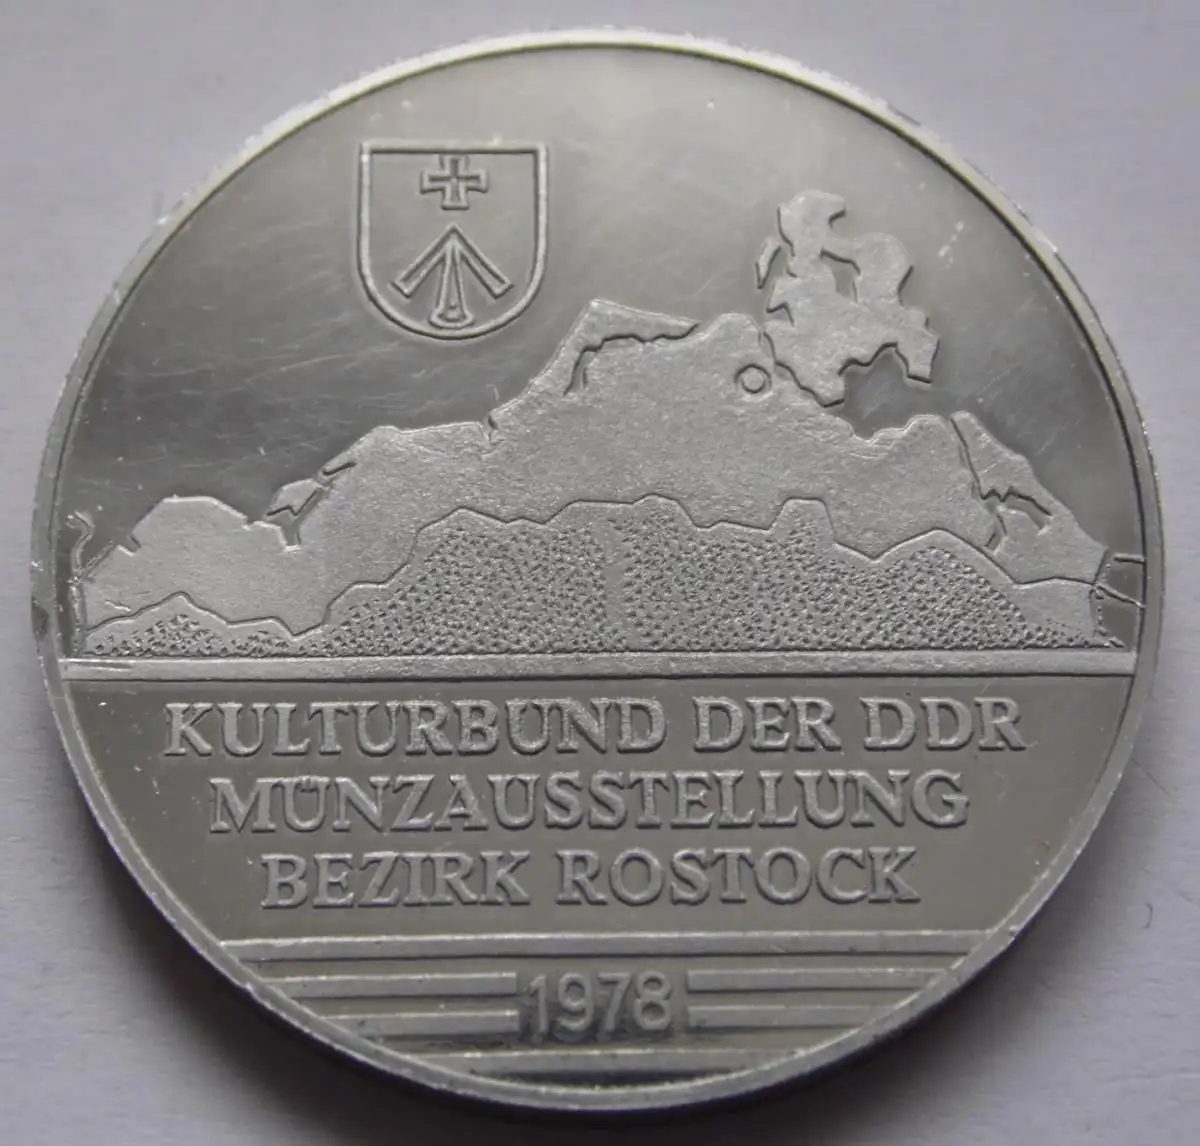 KULTURBUND DER DDR
MÜNZAUSSTELLUNG
BEZIRK ROSTOCK
1978